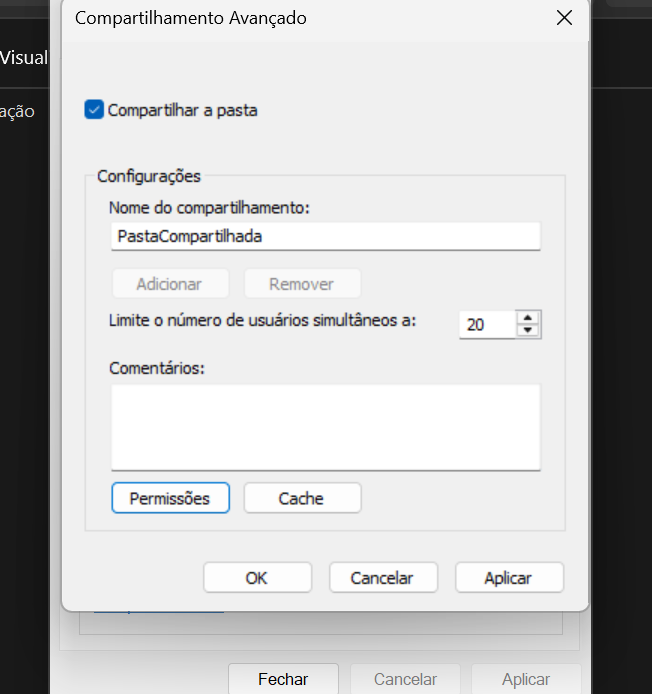 Compartilhamento Avançado
Visual
ação
Compartilhar a pasta
Configurações
Nome do compartilhamento:
PastaCompartilhada
Adicionar Remover
Limite o número de usuários simultâneos a: 20
Comentários:
Permissões Cache
OK Cancelar Aplicar
Fechar Cancelar Aplicar